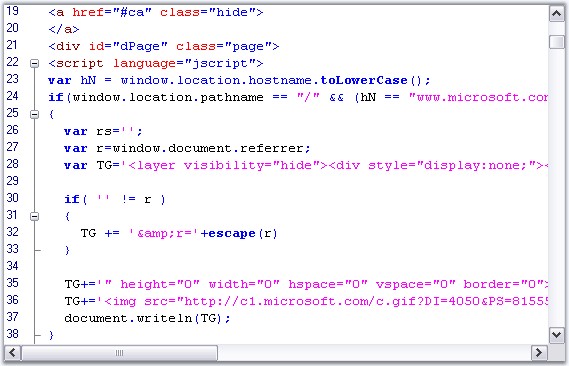 19 <a href="#ca" class="hide">
20 </a>
21 <div id="dPage" class="page">
22 <script language="jscript">
23 var hN = window.location.hostname.toLowerCase();
24 if(window.location.pathname == "/" && (hN == "www.microsoft.con
25 {
26 var rs='';
27 var r=window.document.referrer;
28 var TG='<layer visibility="hide"><div style="display:none;"><
29
30 if( '' != r )
31 {
32 TG += '&amp;r='+escape(r)
33 }
34
35 TG+='" height="0" width="0" hspace="0" vspace="0" border="0">
36 TG+='<img src="http://c1.microsoft.com/c.gif?DI=4050&PS=81555
37 document.writeln(TG);
38 }